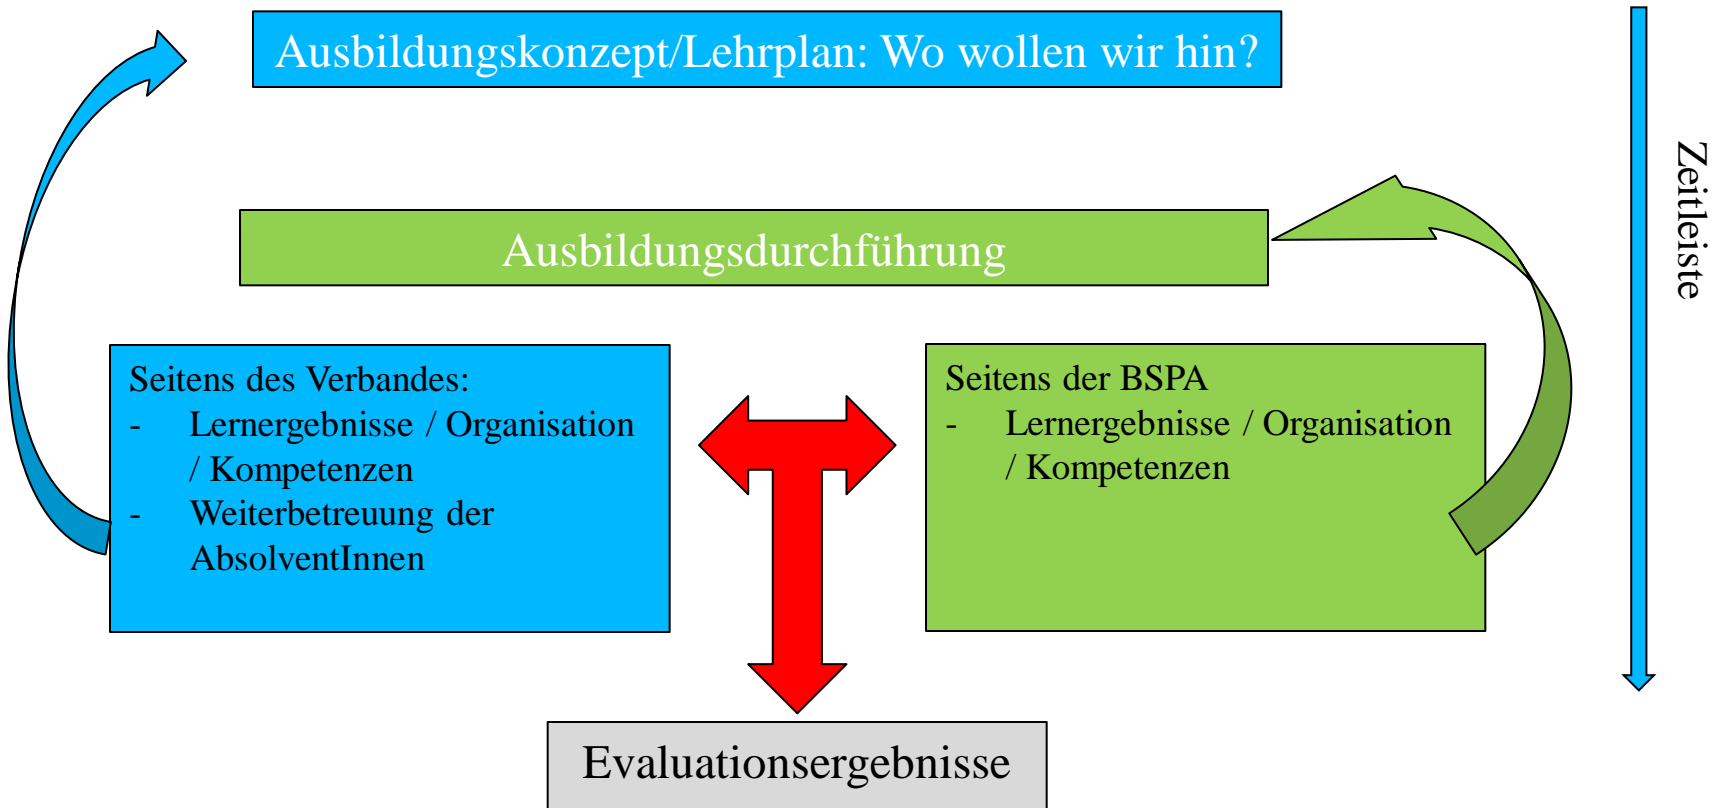 Ausbildungskonzept/Lehrplan: Wo wollen wir hin?
Zeitleiste
Ausbildungsdurchführung
Seitens des Verbandes:
- Lernergebnisse / Organisation
/ Kompetenzen
- Weiterbetreuung der
AbsolventInnen
Seitens der BSPA
- Lernergebnisse / Organisation
/ Kompetenzen
Evaluationsergebnisse